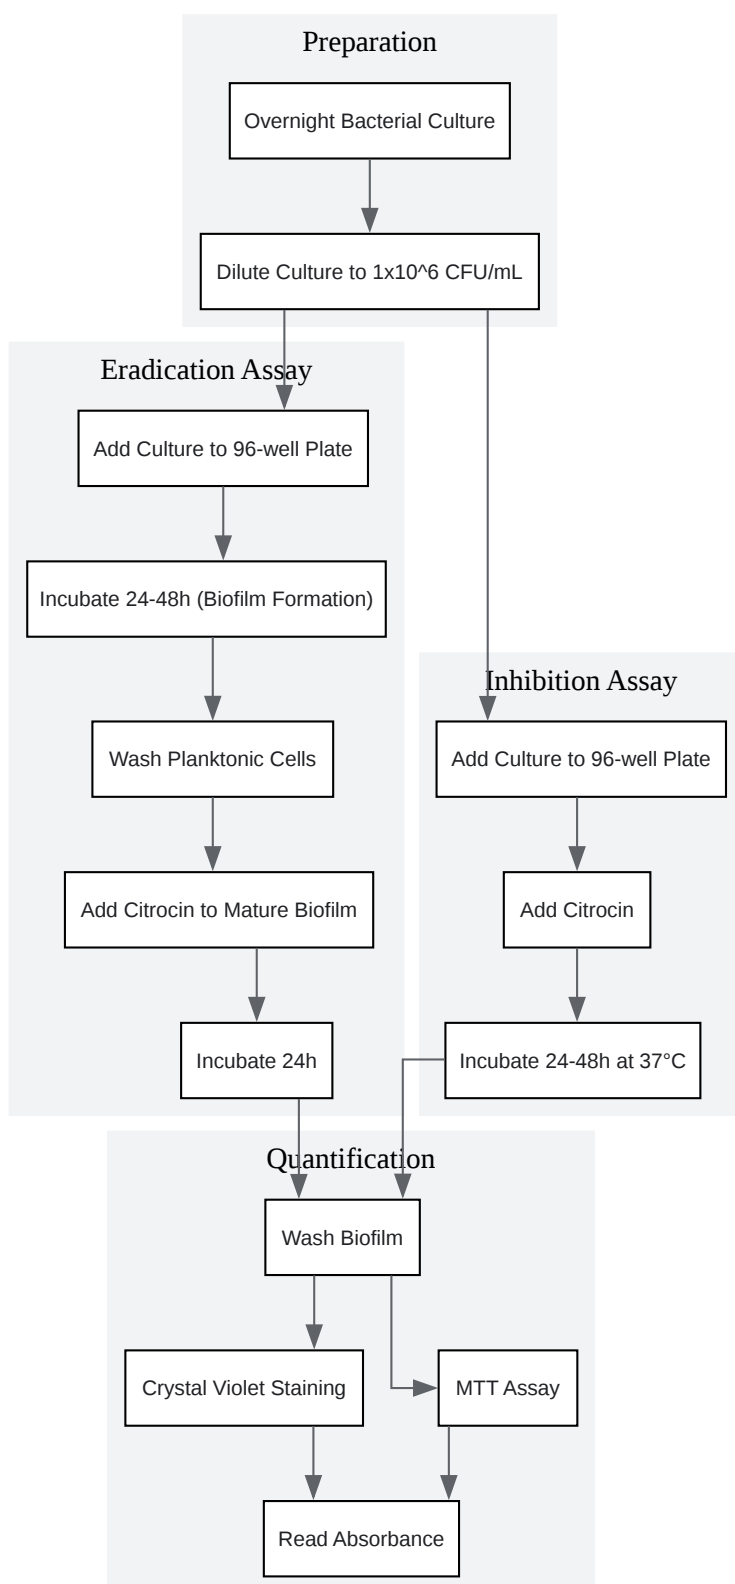 Preparation
Overnight Bacterial Culture
Dilute Culture to 1x10^6 CFU/mL
Eradication Assay
Add Culture to 96-well Plate
Incubate 24-48h (Biofilm Formation)
Wash Planktonic Cells
Add Citrocin to Mature Biofilm
Incubate 24h
Inhibition Assay
Add Culture to 96-well Plate
Add Citrocin
Incubate 24-48h at 37°C
Quantification
Wash Biofilm
Crystal Violet Staining
MTT Assay
Read Absorbance